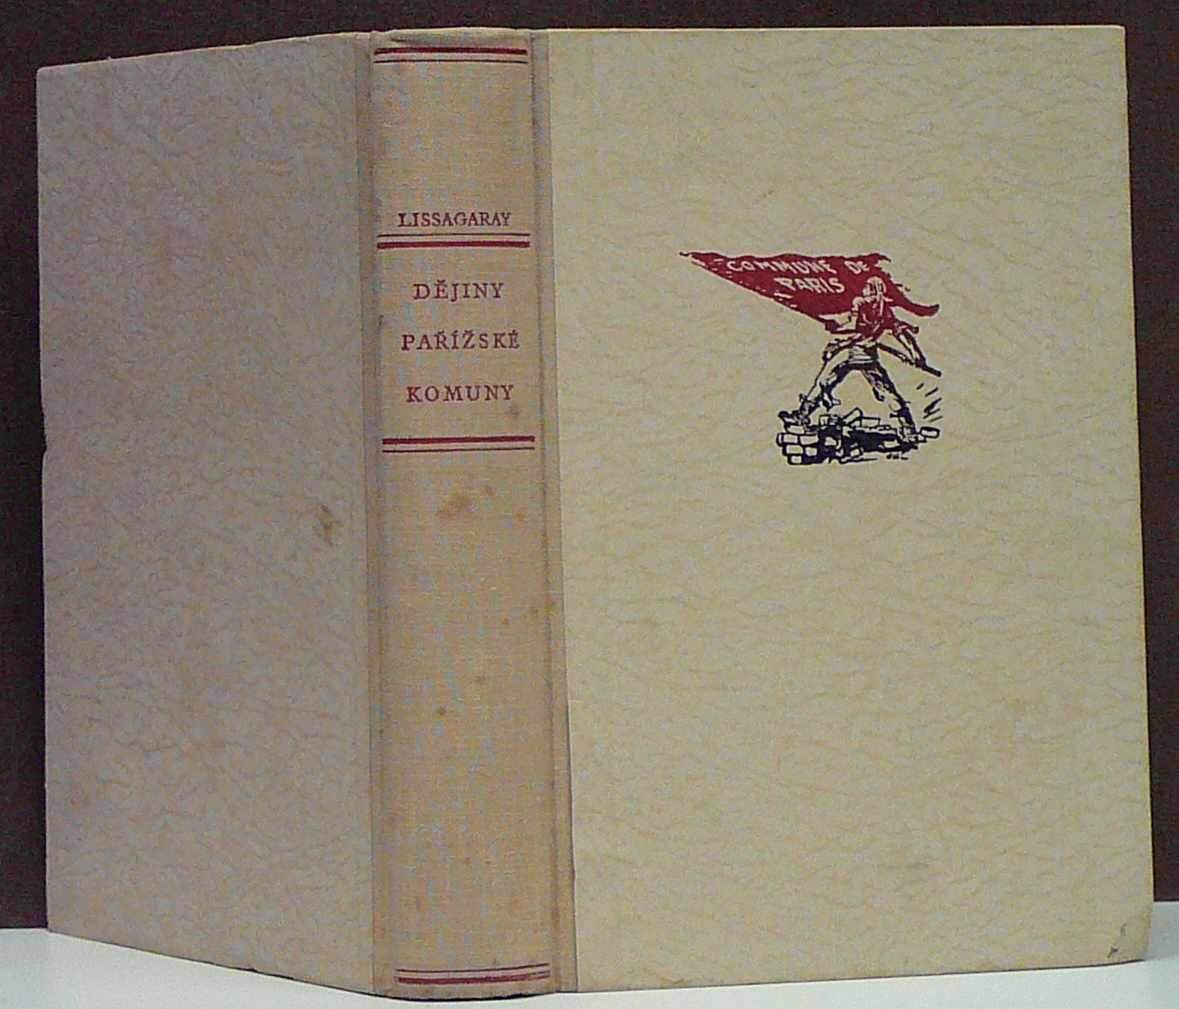 LISSAGARAY
DĚJINY
PAŘÍŽSKÉ
KOMUNY
COMMUNE DE
PARIS